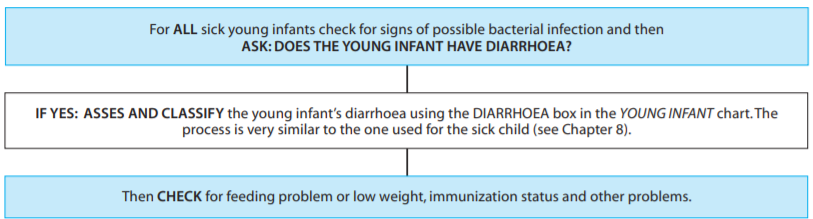 For ALL sick young infants check for signs of possible bacterial infection and then
ASK: DOES THE YOUNG INFANT HAVE DIARRHOEA?
IF YES: ASSES AND CLASSIFY the young infant's diarrhoea using the DIARRHOEA box in the YOUNG INFANT chart. The
process is very similar to the one used for the sick child (see Chapter 8).
Then CHECK for feeding problem or low weight, immunization status and other problems.